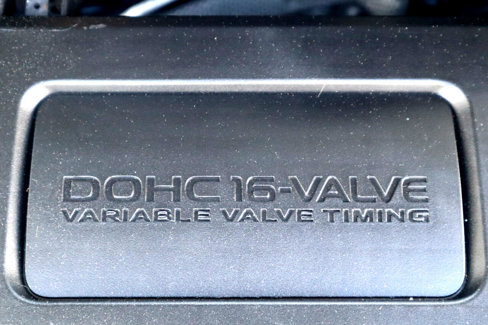 DOHC 16-VALVE
VARIABLE VALVE TIMING